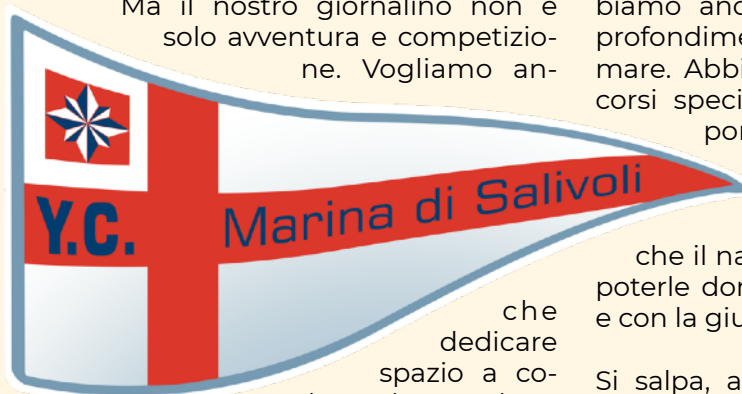 Ma il nostro giornalino non è
solo avventura e competizio-
ne. Vogliamo an-
Y.C. Marina di Salivoli
che
dedicare
spazio a co-
mare. Abbi
corsi speci
che il na
poterle dor
e con la giu
Si salpa, a